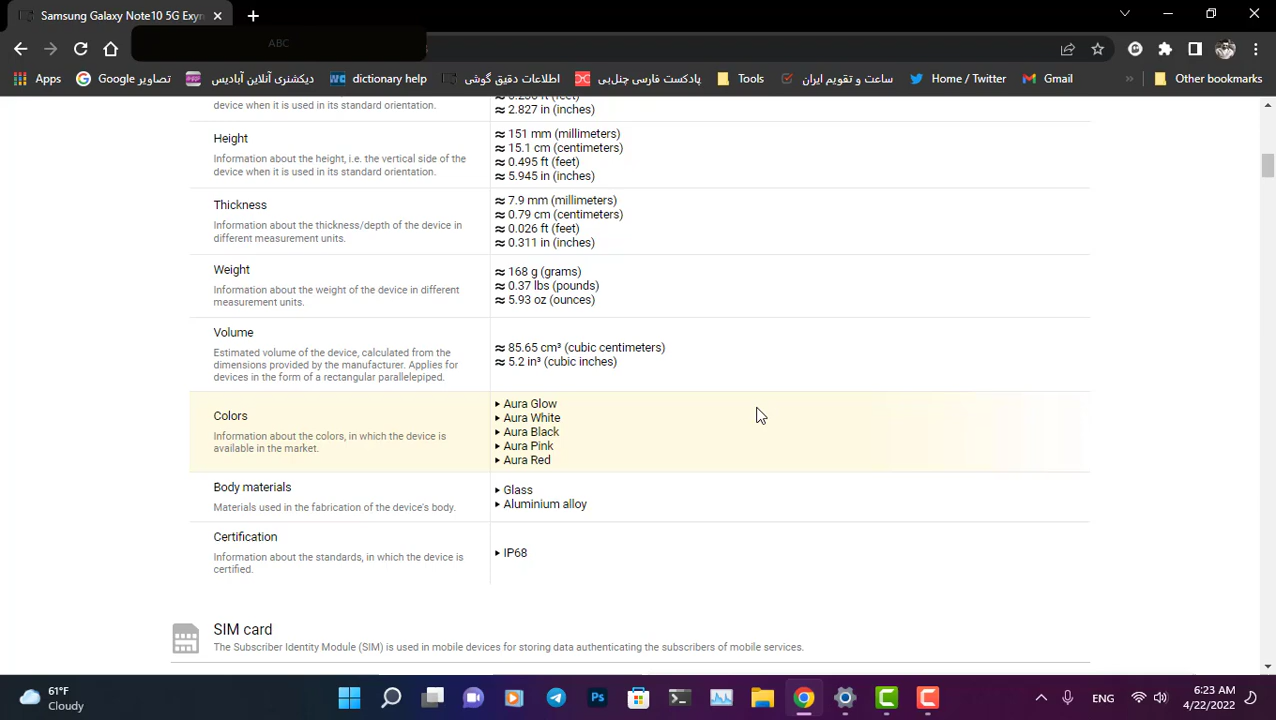 Samsung Galaxy Note10 5G Exyn
ABC
Apps
تصاویر Google
دیکشنری آنلاین آبادیس
dictionary help
اطلاعات دقیق گوشی
پادکست فارسی چنل‌بی
Tools
ساعت و تقویم ایران
Home / Twitter
Gmail
Other bookmarks
device when it is used in its standard orientation.
≈ 2.827 in (inches)
Height
Information about the height, i.e. the vertical side of the
device when it is used in its standard orientation.
≈ 151 mm (millimeters)
≈ 15.1 cm (centimeters)
≈ 0.495 ft (feet)
≈ 5.945 in (inches)
Thickness
Information about the thickness/depth of the device in
different measurement units.
≈ 7.9 mm (millimeters)
≈ 0.79 cm (centimeters)
≈ 0.026 ft (feet)
≈ 0.311 in (inches)
Weight
Information about the weight of the device in different
measurement units.
≈ 168 g (grams)
≈ 0.37 lbs (pounds)
≈ 5.93 oz (ounces)
Volume
Estimated volume of the device, calculated from the
dimensions provided by the manufacturer. Applies for
devices in the form of a rectangular parallelepiped.
≈ 85.65 cm³ (cubic centimeters)
≈ 5.2 in³ (cubic inches)
Colors
Information about the colors, in which the device is
available in the market.
Aura Glow
Aura White
Aura Black
Aura Pink
Aura Red
Body materials
Materials used in the fabrication of the device's body.
Glass
Aluminium alloy
Certification
Information about the standards, in which the device is
certified.
IP68
SIM card
The Subscriber Identity Module (SIM) is used in mobile devices for storing data authenticating the subscribers of mobile services.
61°F
Cloudy
Ps
ENG
6:23 AM
4/22/2022